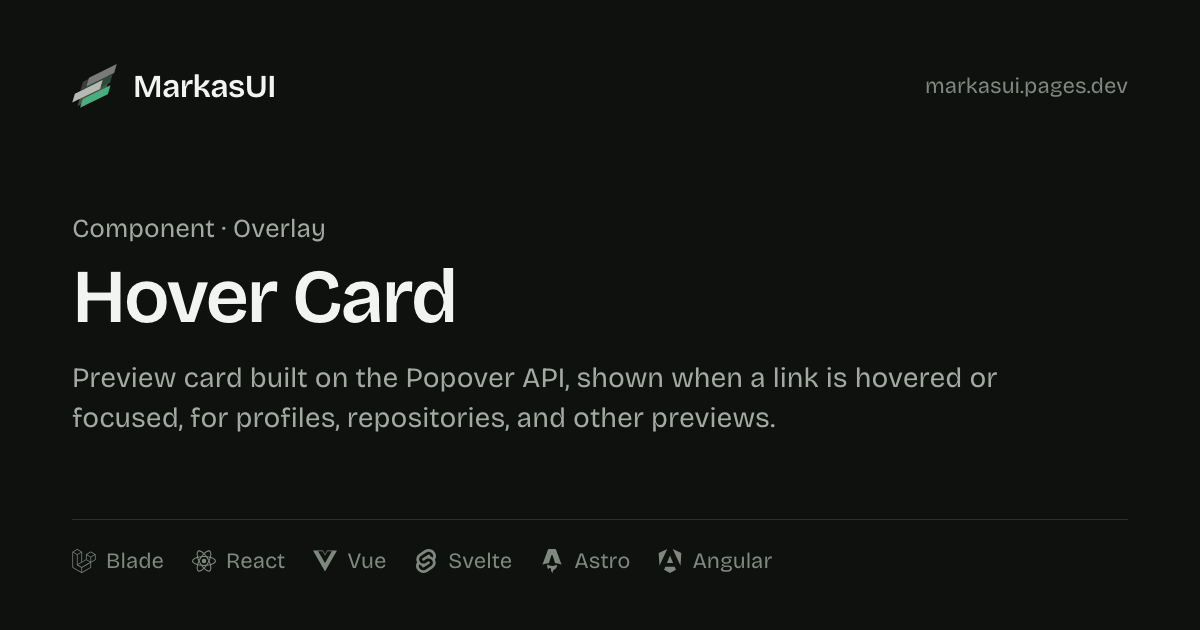 MarkasUI
markasui.pages.dev
Component · Overlay
Hover Card
Preview card built on the Popover API, shown when a link is hovered or
focused, for profiles, repositories, and other previews.
Blade React Vue Svelte Astro Angular